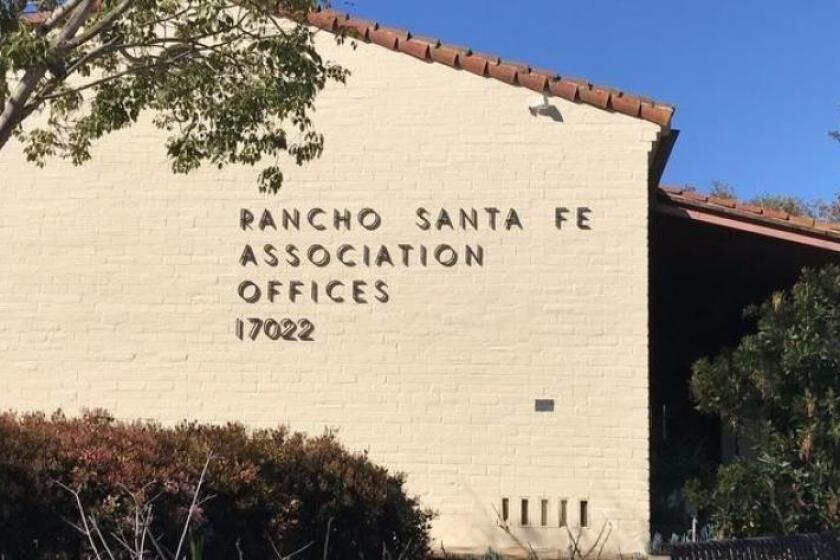 RANCHO SANTA FE
ASSOCIATION
OFFICES
17022